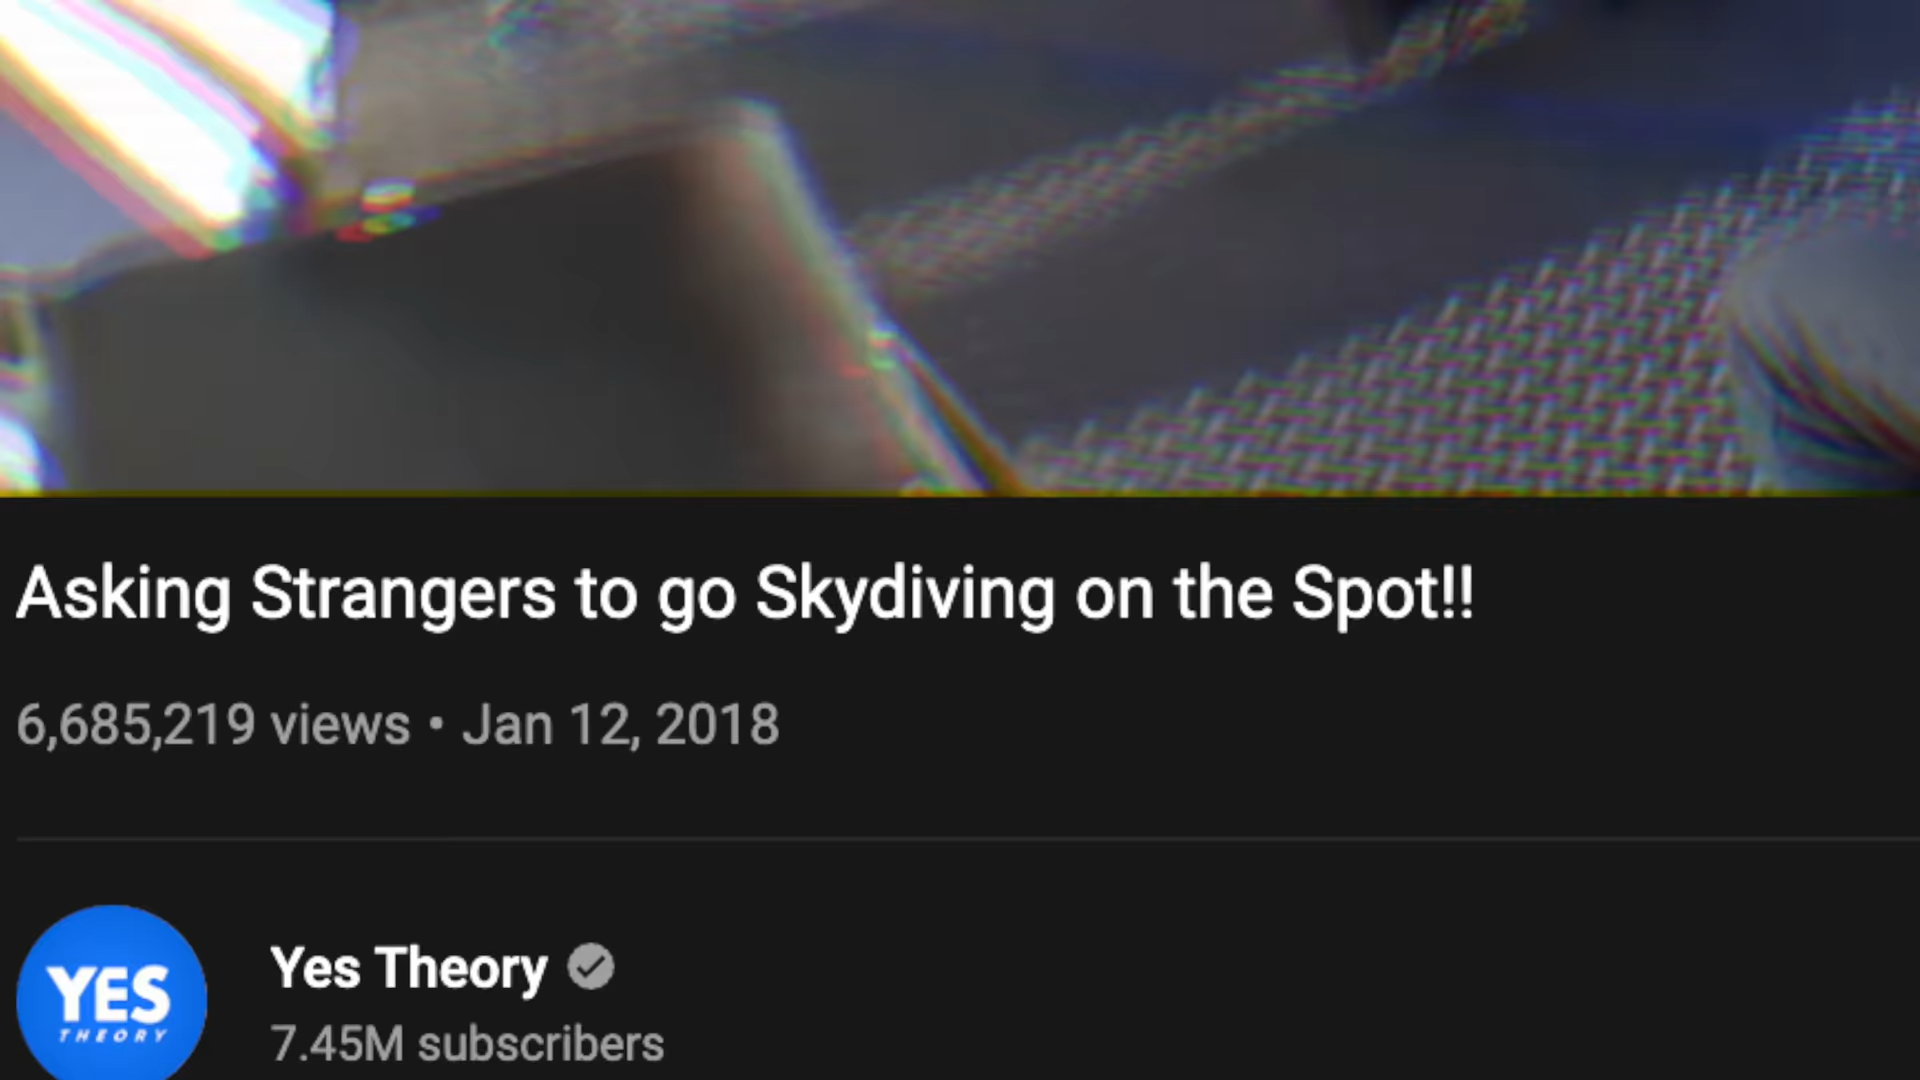 Asking Strangers to go Skydiving on the Spot!!
6,685,219 views • Jan 12, 2018
YES
THEORY
Yes Theory
7.45M subscribers